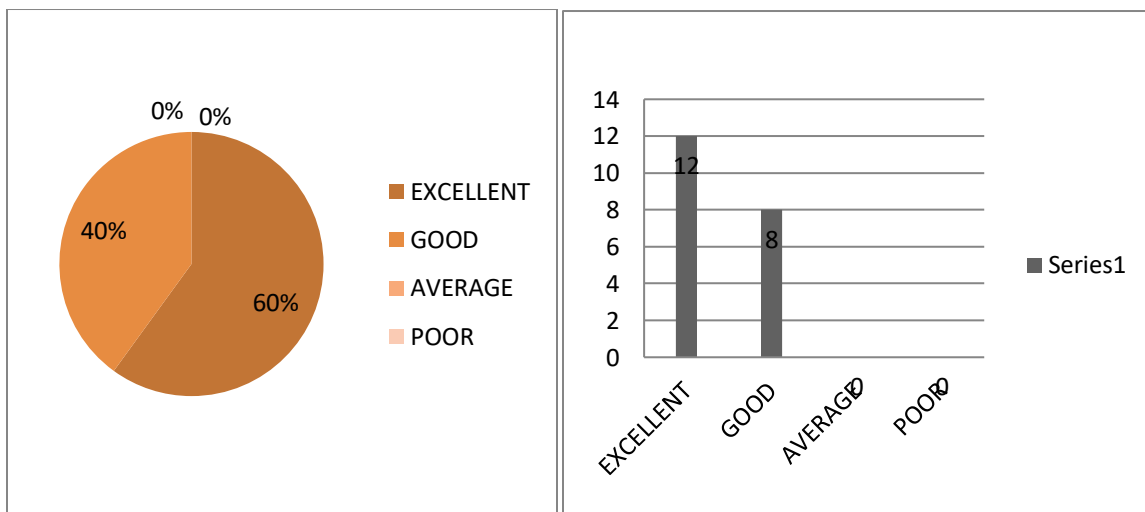 0% 0%
40%
60%
EXCELLENT
GOOD
AVERAGE
POOR
14
12
10
8
6
4
2
0
12
8
0
0
EXCELLENT
GOOD
AVERAGE
POOR
Series1